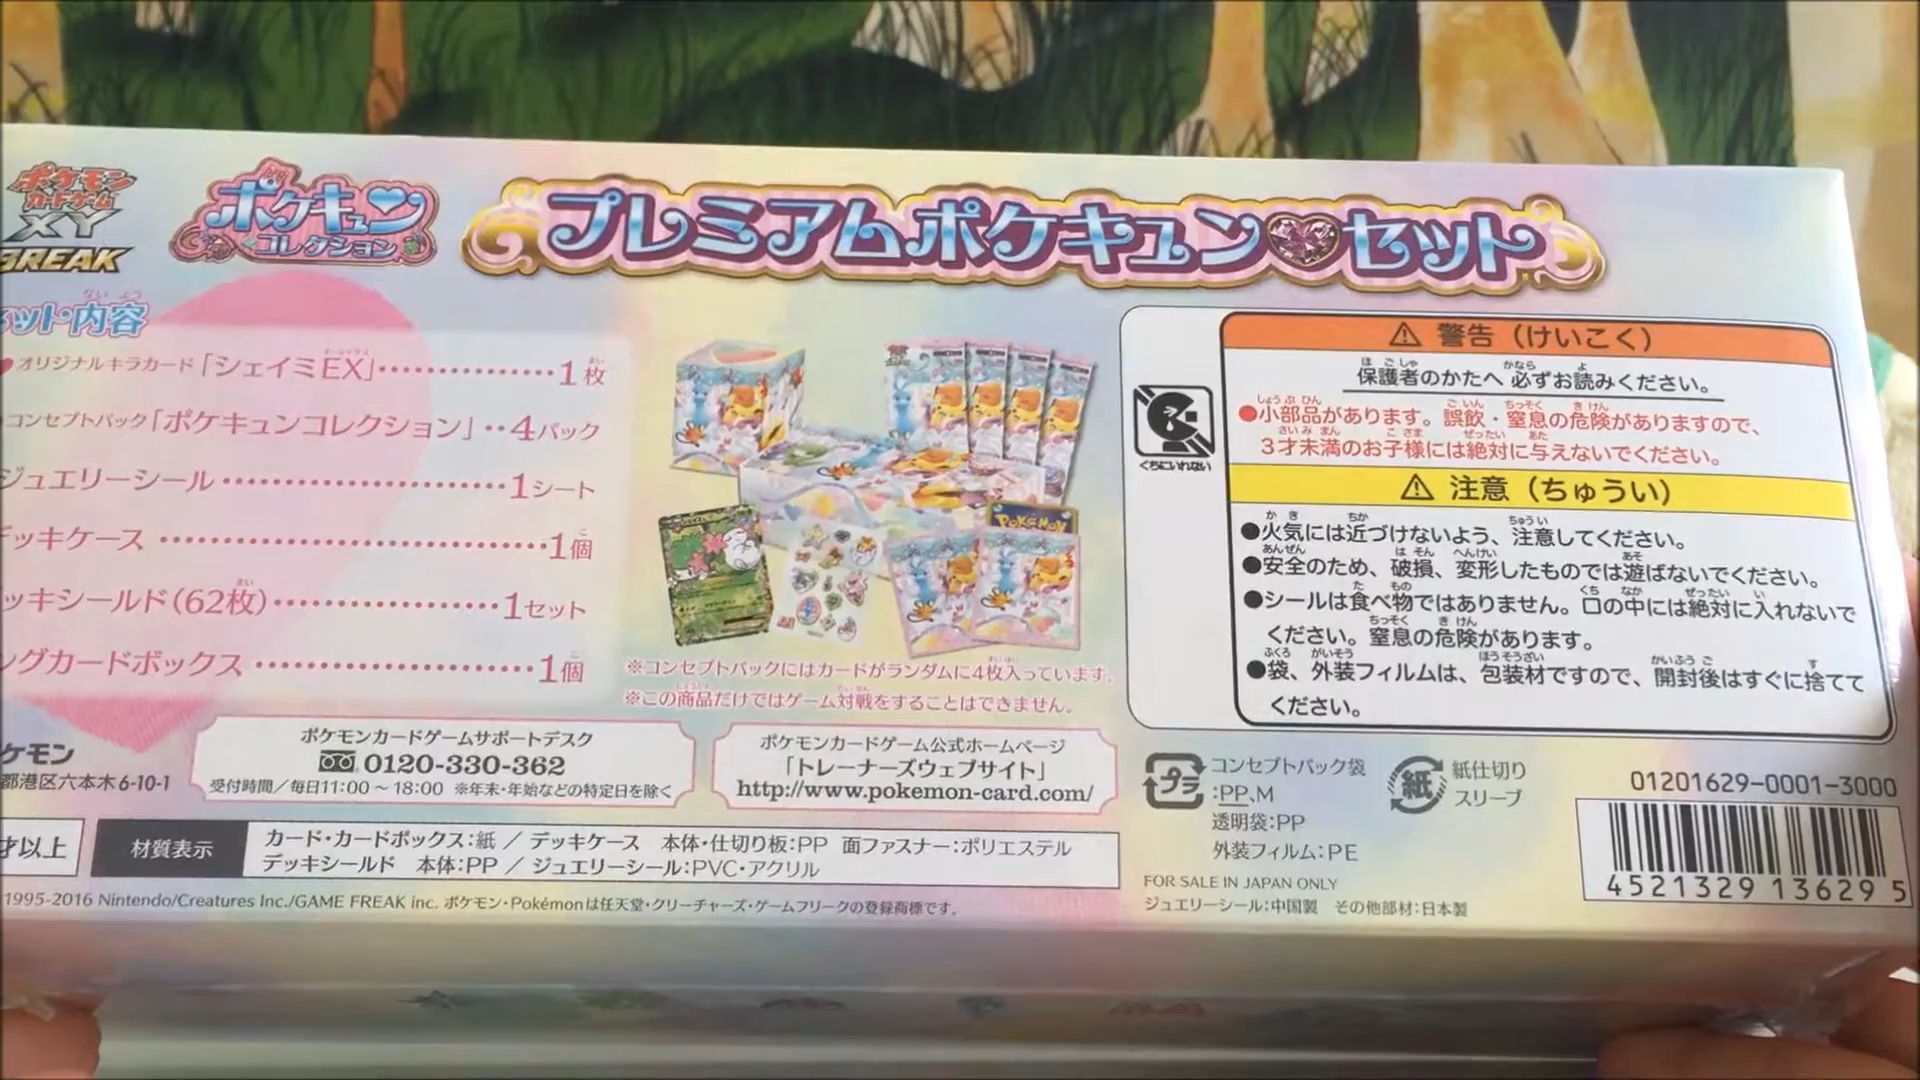 ポケモン
カードゲーム
XY
BREAK
ポケキュン
コレクション
プレミアムポケキュン♥セット
ット内容
オリジナルキラカード「シェイミEX」 1枚
コンセプトパック「ポケキュンコレクション」 4パック
ジュエリーシール 1シート
デッキケース 1個
ッキシールド(62枚) 1セット
ングカードボックス 1個
POKÉMON
※コンセプトパックにはカードがランダムに4枚入っています。
※この商品だけではゲーム対戦をすることはできません。
⚠ 警告(けいこく)
保護者のかたへ 必ずお読みください。
●小部品があります。誤飲・窒息の危険がありますので、
3才未満のお子様には絶対に与えないでください。
くちにいれない
⚠ 注意(ちゅうい)
●火気には近づけないよう、注意してください。
●安全のため、破損、変形したものでは遊ばないでください。
●シールは食べ物ではありません。口の中には絶対に入れないで
ください。窒息の危険があります。
●袋、外装フィルムは、包装材ですので、開封後はすぐに捨てて
ください。
ケモン
都港区六本木6-10-1
ポケモンカードゲームサポートデスク
0120-330-362
受付時間/毎日11:00~18:00 ※年末・年始などの特定日を除く
ポケモンカードゲーム公式ホームページ
「トレーナーズウェブサイト」
http://www.pokemon-card.com/
プラ
コンセプトパック袋
:PP、M
透明袋:PP
外装フィルム:PE
紙
紙仕切り
スリーブ
01201629-0001-3000
才以上
材質表示
カード・カードボックス:紙 / デッキケース 本体・仕切り板:PP 面ファスナー:ポリエステル
デッキシールド 本体:PP / ジュエリーシール:PVC・アクリル
FOR SALE IN JAPAN ONLY
ジュエリーシール:中国製 その他部材:日本製
4521329 13629 5
1995-2016 Nintendo/Creatures Inc./GAME FREAK inc. ポケモン・Pokémonは任天堂・クリーチャーズ・ゲームフリークの登録商標です。